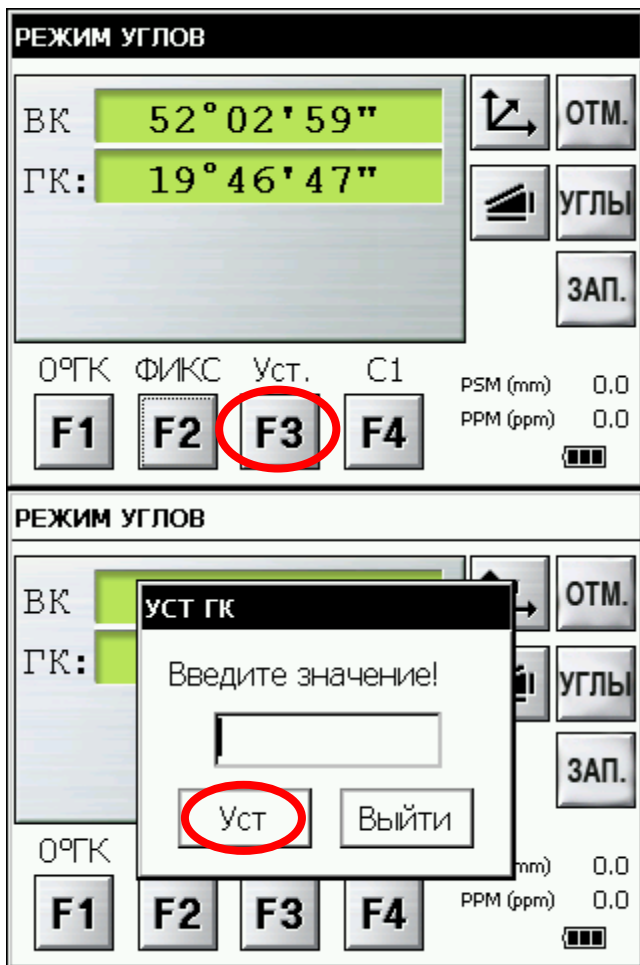 РЕЖИМ УГЛОВ
ВК 52°02'59"
ОТМ.
ГК: 19°46'47"
УГЛЫ
ЗАП.
0°ГК ФИКС Уст. С1
F1 F2 F3 F4
PSM (mm) 0.0
PPM (ppm) 0.0
РЕЖИМ УГЛОВ
ВК
ОТМ.
УСТ ГК
ГК:
Введите значение!
УГЛЫ
ЗАП.
Уст Выйти
0°ГК
mm) 0.0
F1 F2 F3 F4
PPM (ppm) 0.0